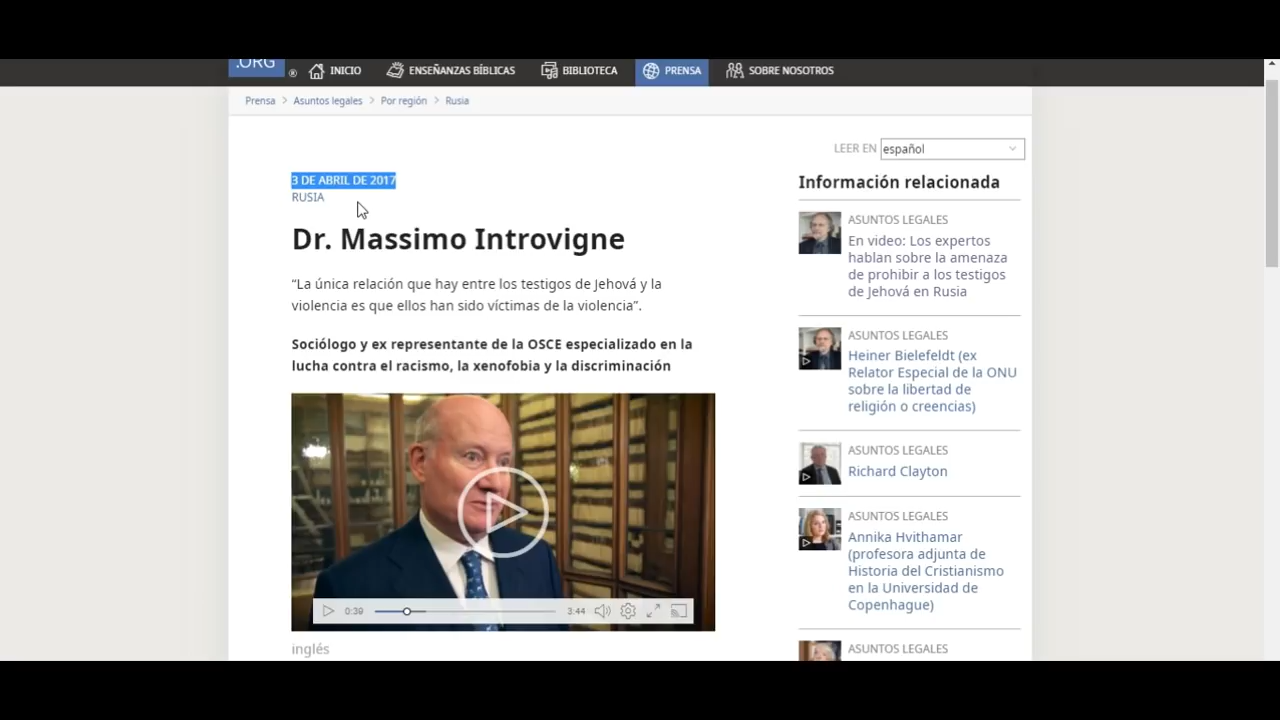 .ORG
®
INICIO
ENSEÑANZAS BÍBLICAS
BIBLIOTECA
PRENSA
SOBRE NOSOTROS
Prensa > Asuntos legales > Por región > Rusia
LEER EN español
3 DE ABRIL DE 2017
RUSIA
Dr. Massimo Introvigne
“La única relación que hay entre los testigos de Jehová y la
violencia es que ellos han sido víctimas de la violencia”.
Sociólogo y ex representante de la OSCE especializado en la
lucha contra el racismo, la xenofobia y la discriminación
0:39
3:44
inglés
Información relacionada
ASUNTOS LEGALES
En video: Los expertos
hablan sobre la amenaza
de prohibir a los testigos
de Jehová en Rusia
ASUNTOS LEGALES
Heiner Bielefeldt (ex
Relator Especial de la ONU
sobre la libertad de
religión o creencias)
ASUNTOS LEGALES
Richard Clayton
ASUNTOS LEGALES
Annika Hvithamar
(profesora adjunta de
Historia del Cristianismo
en la Universidad de
Copenhague)
ASUNTOS LEGALES